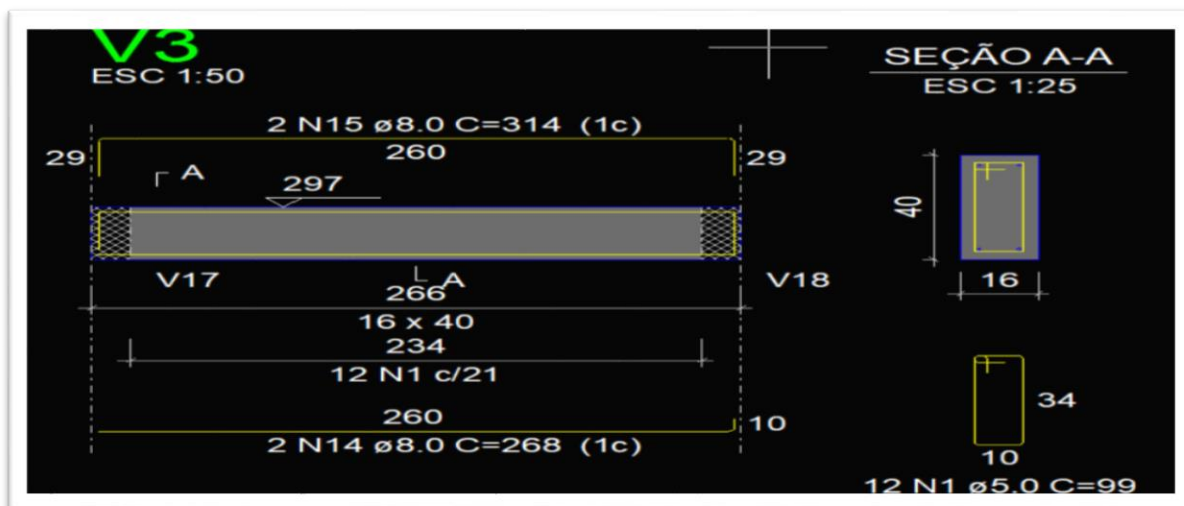 V3
ESC 1:50
SEÇÃO A-A
ESC 1:25
2 N15 ø8.0 C=314 (1c)
29
260
29
A
297
40
V17
A
V18
16
266
16 x 40
234
12 N1 c/21
34
260
10
2 N14 ø8.0 C=268 (1c)
10
12 N1 ø5.0 C=99